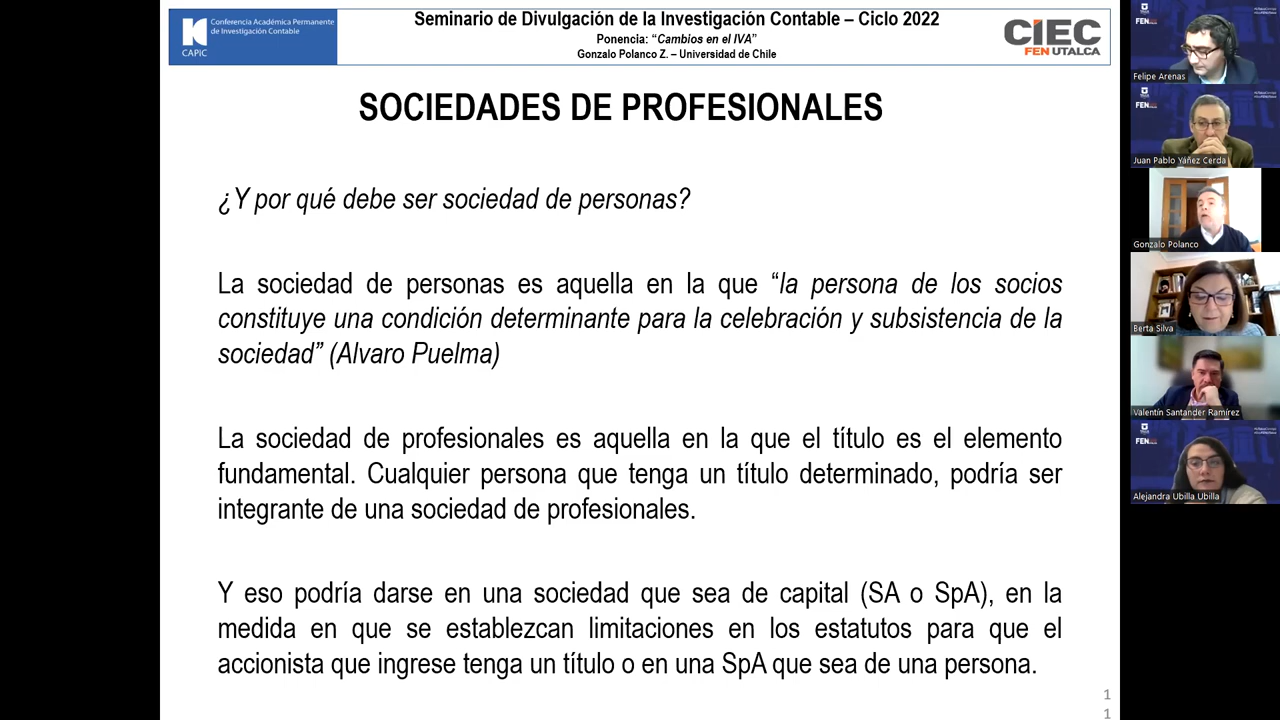 Conferencia Académica Permanente
de Investigación Contable
CAPIC
Seminario de Divulgación de la Investigación Contable – Ciclo 2022
Ponencia: “Cambios en el IVA”
Gonzalo Polanco Z. – Universidad de Chile
CIEC
FEN UTALCA
SOCIEDADES DE PROFESIONALES
¿Y por qué debe ser sociedad de personas?
La sociedad de personas es aquella en la que “la persona de los socios
constituye una condición determinante para la celebración y subsistencia de la
sociedad” (Alvaro Puelma)
La sociedad de profesionales es aquella en la que el título es el elemento
fundamental. Cualquier persona que tenga un título determinado, podría ser
integrante de una sociedad de profesionales.
Y eso podría darse en una sociedad que sea de capital (SA o SpA), en la
medida en que se establezcan limitaciones en los estatutos para que el
accionista que ingrese tenga un título o en una SpA que sea de una persona.
1
1
FEN
Felipe Arenas
FEN
Juan Pablo Yáñez Cerda
Gonzalo Polanco
Berta Silva
Valentín Santander Ramírez
FEN
Alejandra Ubilla Ubilla